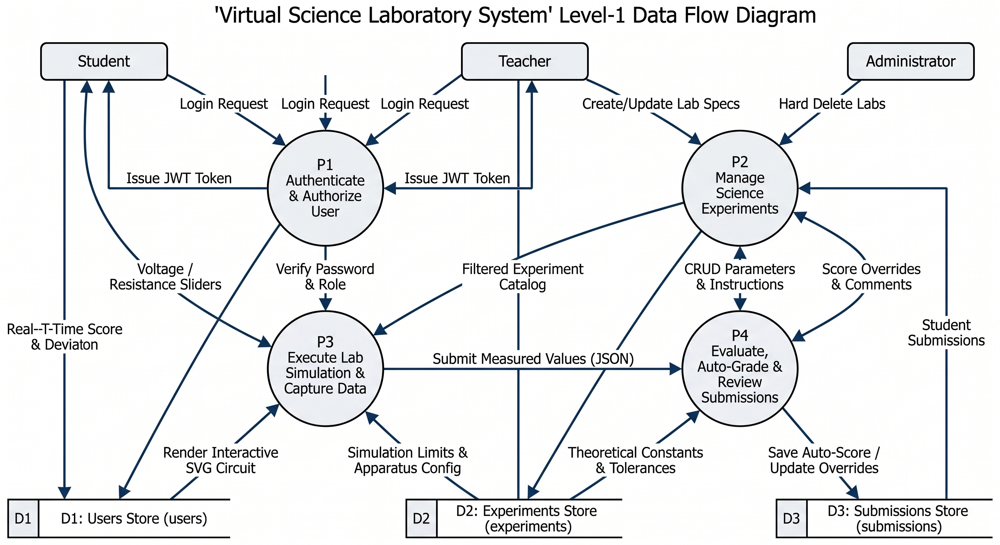 'Virtual Science Laboratory System' Level-1 Data Flow Diagram
Student
Teacher
Administrator
Login Request
Login Request
Login Request
Create/Update Lab Specs
Hard Delete Labs
P1
Authenticate
& Authorize
User
P2
Manage
Science
Experiments
Issue JWT Token
Issue JWT Token
Voltage /
Resistance Sliders
Verify Password
& Role
Filtered Experiment
Catalog
CRUD Parameters
& Instructions
Score Overrides
& Comments
Real--T-Time Score
& Deviaton
Student
Submissions
P3
Execute Lab
Simulation &
Capture Data
Submit Measured Values (JSON)
P4
Evaluate,
Auto-Grade &
Review
Submissions
Render Interactive
SVG Circuit
Simulation Limits &
Apparatus Config
Theoretical Constants
& Tolerances
Save Auto-Score /
Update Overrides
D1
D1: Users Store (users)
D2
D2: Experiments Store
(experiments)
D3
D3: Submissions Store
(submissions)